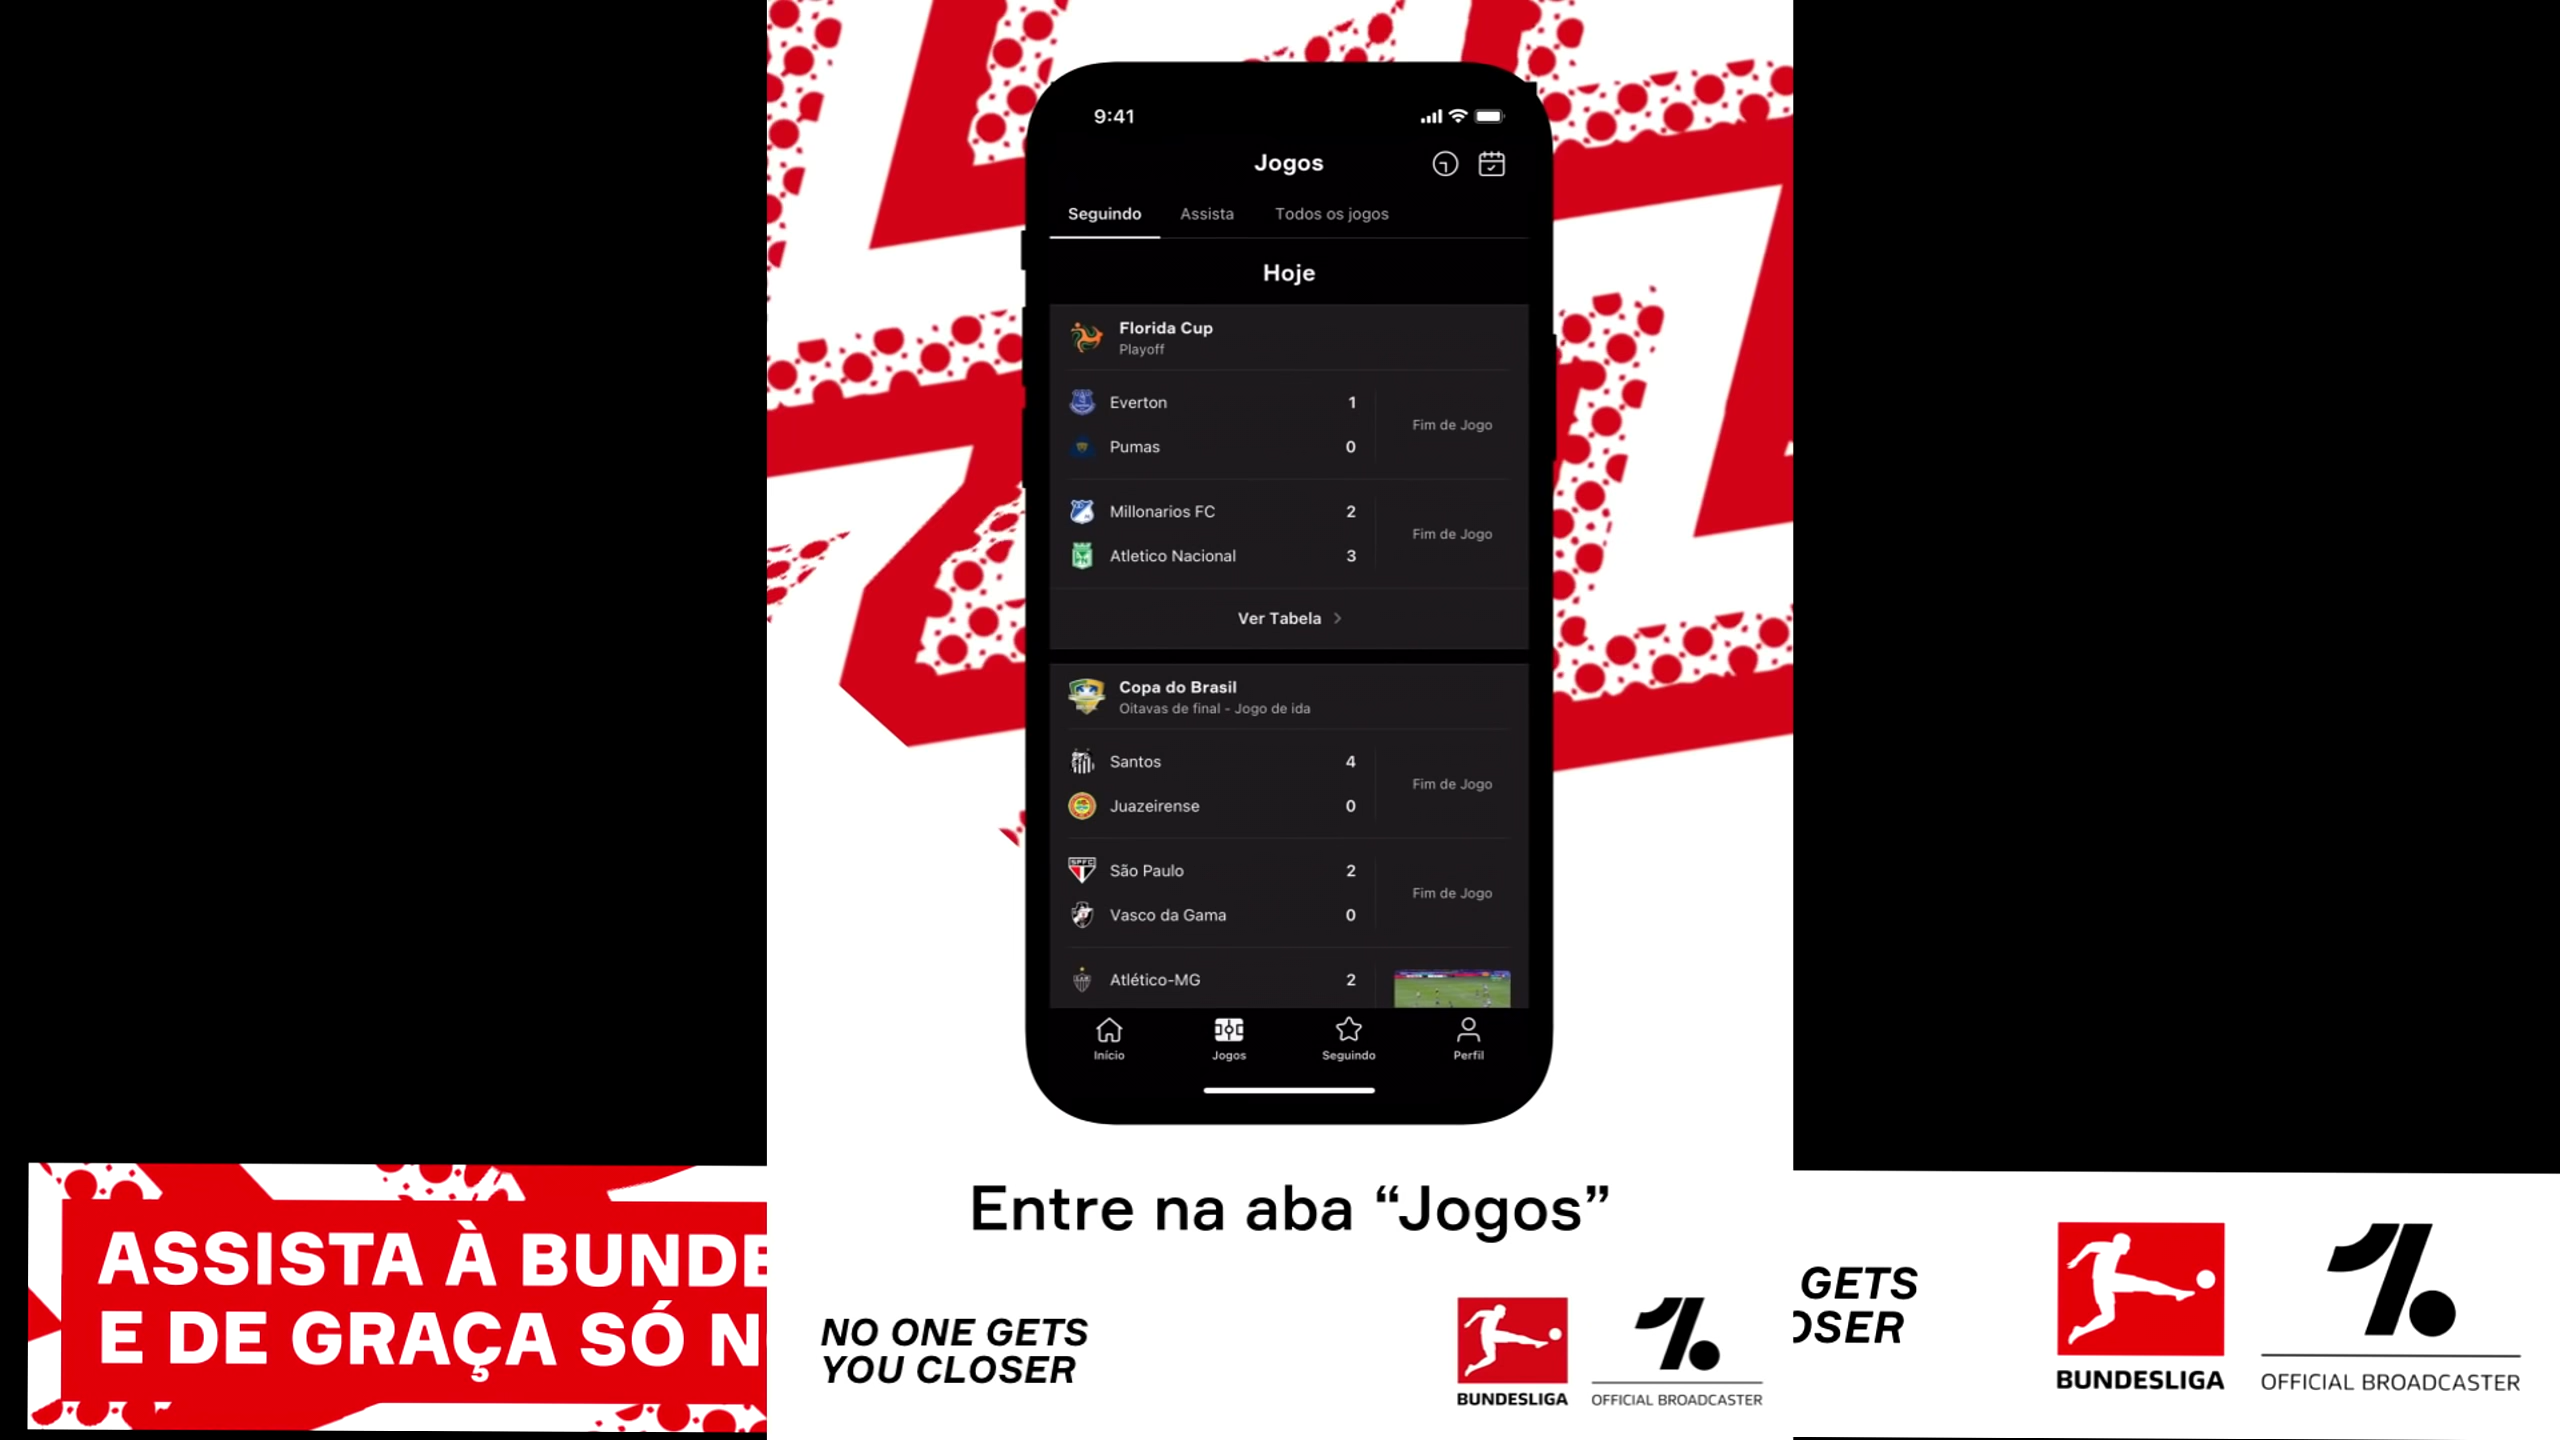 9:41
Jogos
Seguindo Assista Todos os jogos
Hoje
Florida Cup
Playoff
Everton 1
Fim de Jogo
Pumas 0
Millonarios FC 2
Fim de Jogo
Atletico Nacional 3
Ver Tabela
Copa do Brasil
Oitavas de final - Jogo de ida
Santos 4
Fim de Jogo
Juazeirense 0
São Paulo 2
Fim de Jogo
Vasco da Gama 0
Atlético-MG 2
Início Jogos Seguindo Perfil
Entre na aba “Jogos”
NO ONE GETS
YOU CLOSER
BUNDESLIGA
OFFICIAL BROADCASTER
ASSISTA À BUNDE
E DE GRAÇA SÓ N
GETS
OSER
BUNDESLIGA
OFFICIAL BROADCASTER